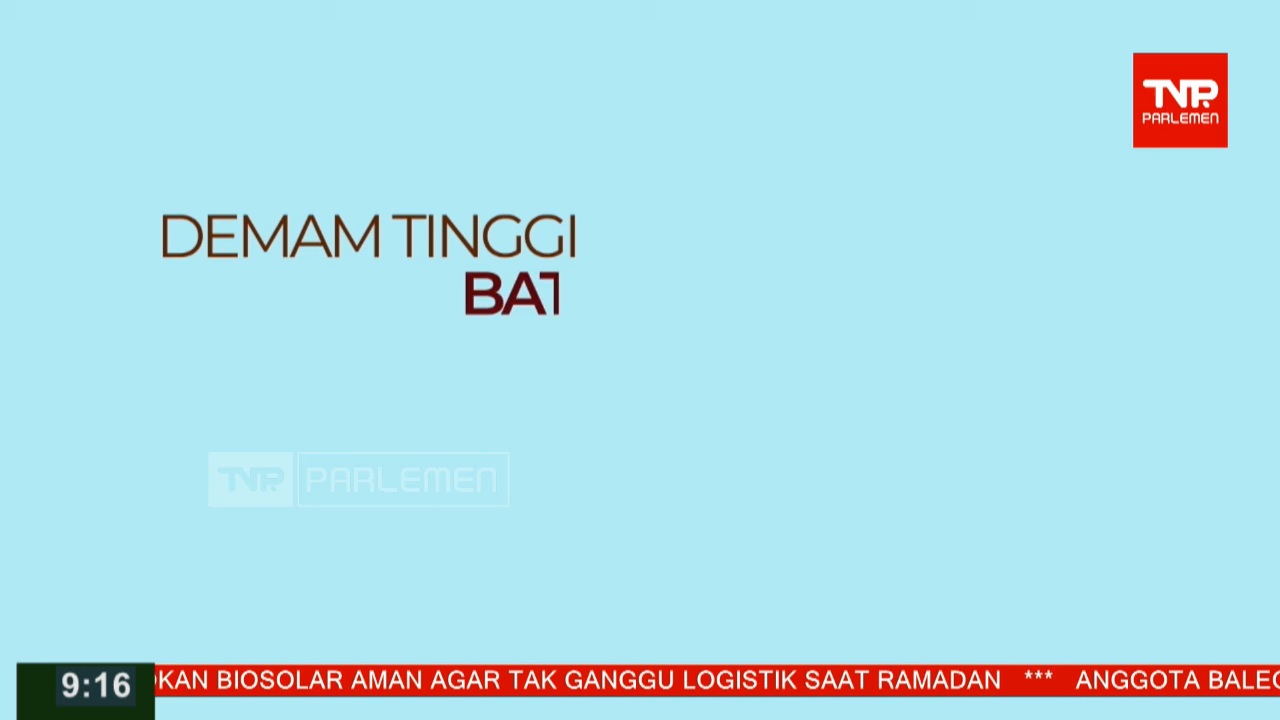 TVR
PARLEMEN
DEMAM TINGGI
BAT
TVR PARLEMEN
9:16
KAN BIOSOLAR AMAN AGAR TAK GANGGU LOGISTIK SAAT RAMADAN *** ANGGOTA BALEG